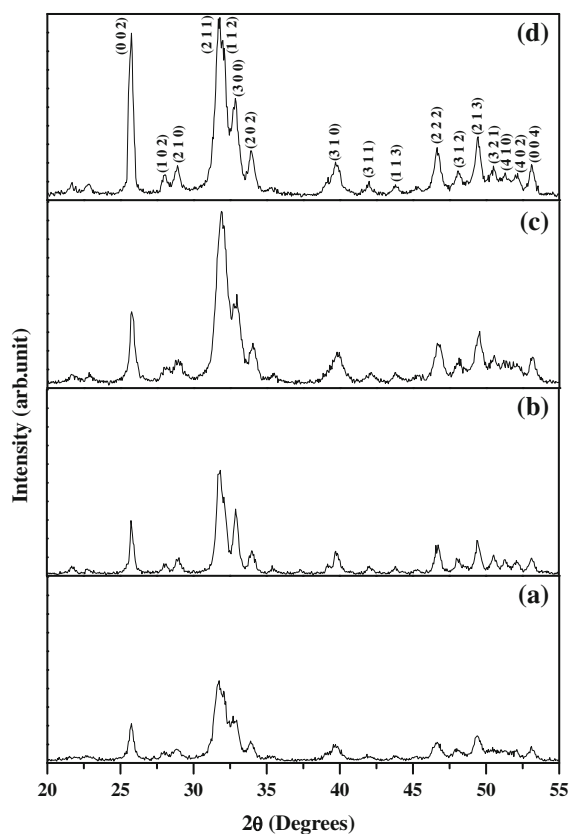 (d)
(0 0 2)
(1 0 2)
(2 1 0)
(2 1 1)
(1 1 2)
(3 0 0)
(2 0 2)
(3 1 0)
(3 1 1)
(1 1 3)
(2 2 2)
(3 1 2)
(2 1 3)
(3 2 1)
(4 1 0)
(4 0 2)
(0 0 4)
(c)
(b)
(a)
Intensity (arb.unit)
20 25 30 35 40 45 50 55
2θ (Degrees)